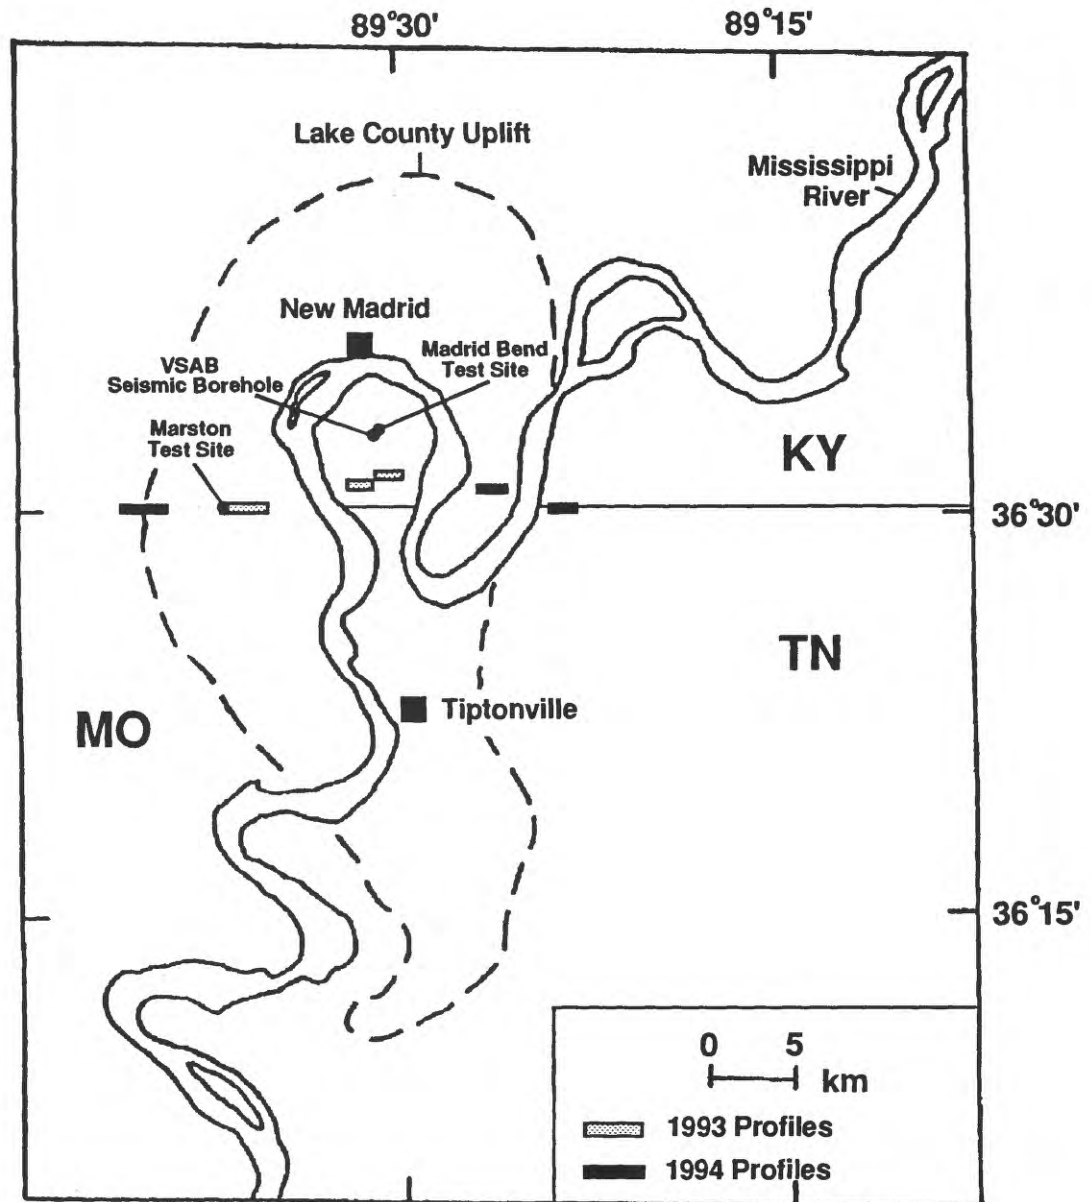 89°30'
89°15'
Lake County Uplift
Mississippi
River
New Madrid
VSAB
Seismic Borehole
Madrid Bend
Test Site
Marston
Test Site
KY
36°30'
TN
MO
Tiptonville
36°15'
0 5
km
1993 Profiles
1994 Profiles